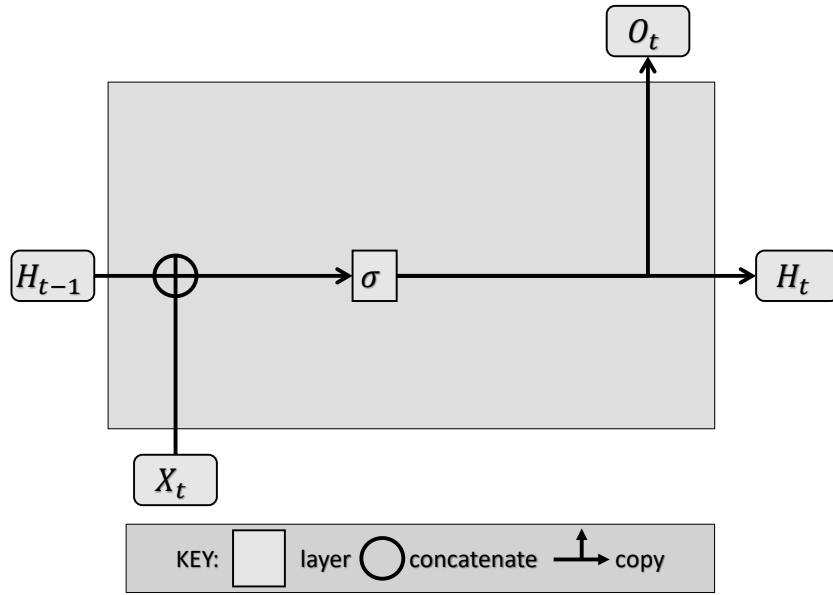 O_t
H_{t−1}
σ
H_t
X_t
KEY: layer concatenate copy